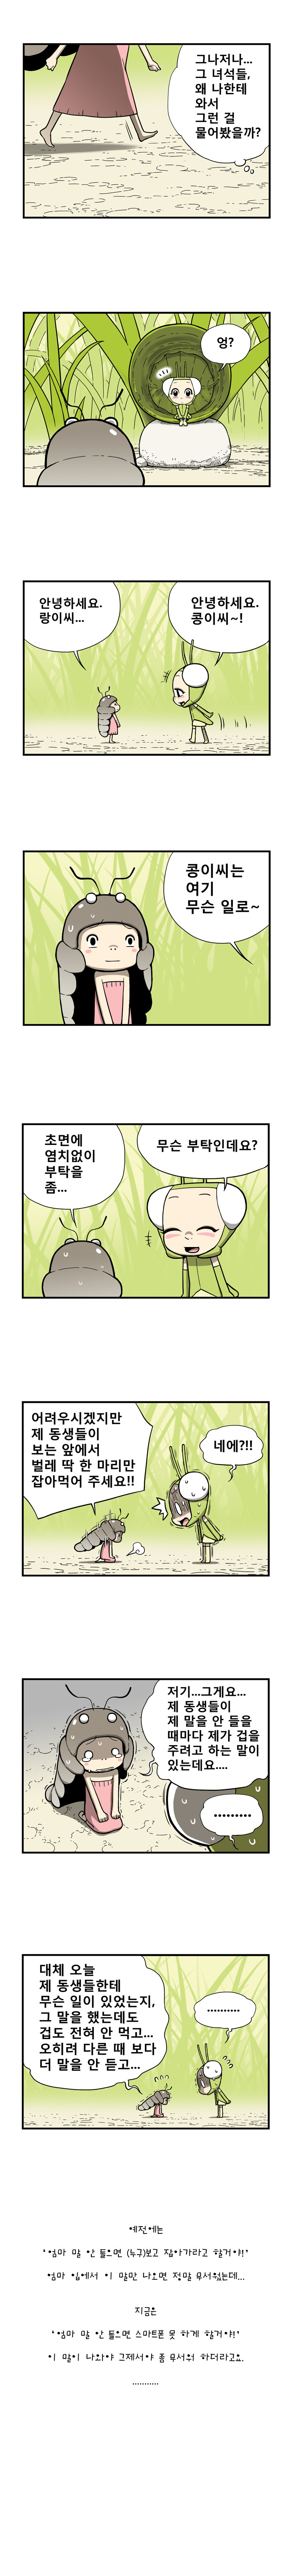 그나저나...
그 녀석들,
왜 나한테
와서
그런 걸
물어봤을까?
엉?
안녕하세요.
랑이씨...
안녕하세요.
콩이씨~!
콩이씨는
여기
무슨 일로~
초면에
염치없이
부탁을
좀...
무슨 부탁인데요?
어려우시겠지만
제 동생들이
보는 앞에서
벌레 딱 한 마리만
잡아먹어 주세요!!
네에?!!
저기...그게요...
제 동생들이
제 말을 안 들을
때마다 제가 겁을
주려고 하는 말이
있는데요....
.........
대체 오늘
제 동생들한테
무슨 일이 있었는지,
그 말을 했는데도
겁도 전혀 안 먹고...
오히려 다른 때 보다
더 말을 안 듣고...
..........
예전에는
'엄마 말 안 들으면 (누구)보고 잡아가라고 할거야!'
엄마 입에서 이 말만 나오면 정말 무서웠는데...
지금은
'엄마 말 안 들으면 스마트폰 못 하게 할거야!'
이 말이 나와야 그제서야 좀 무서워 하더라고요.
...........